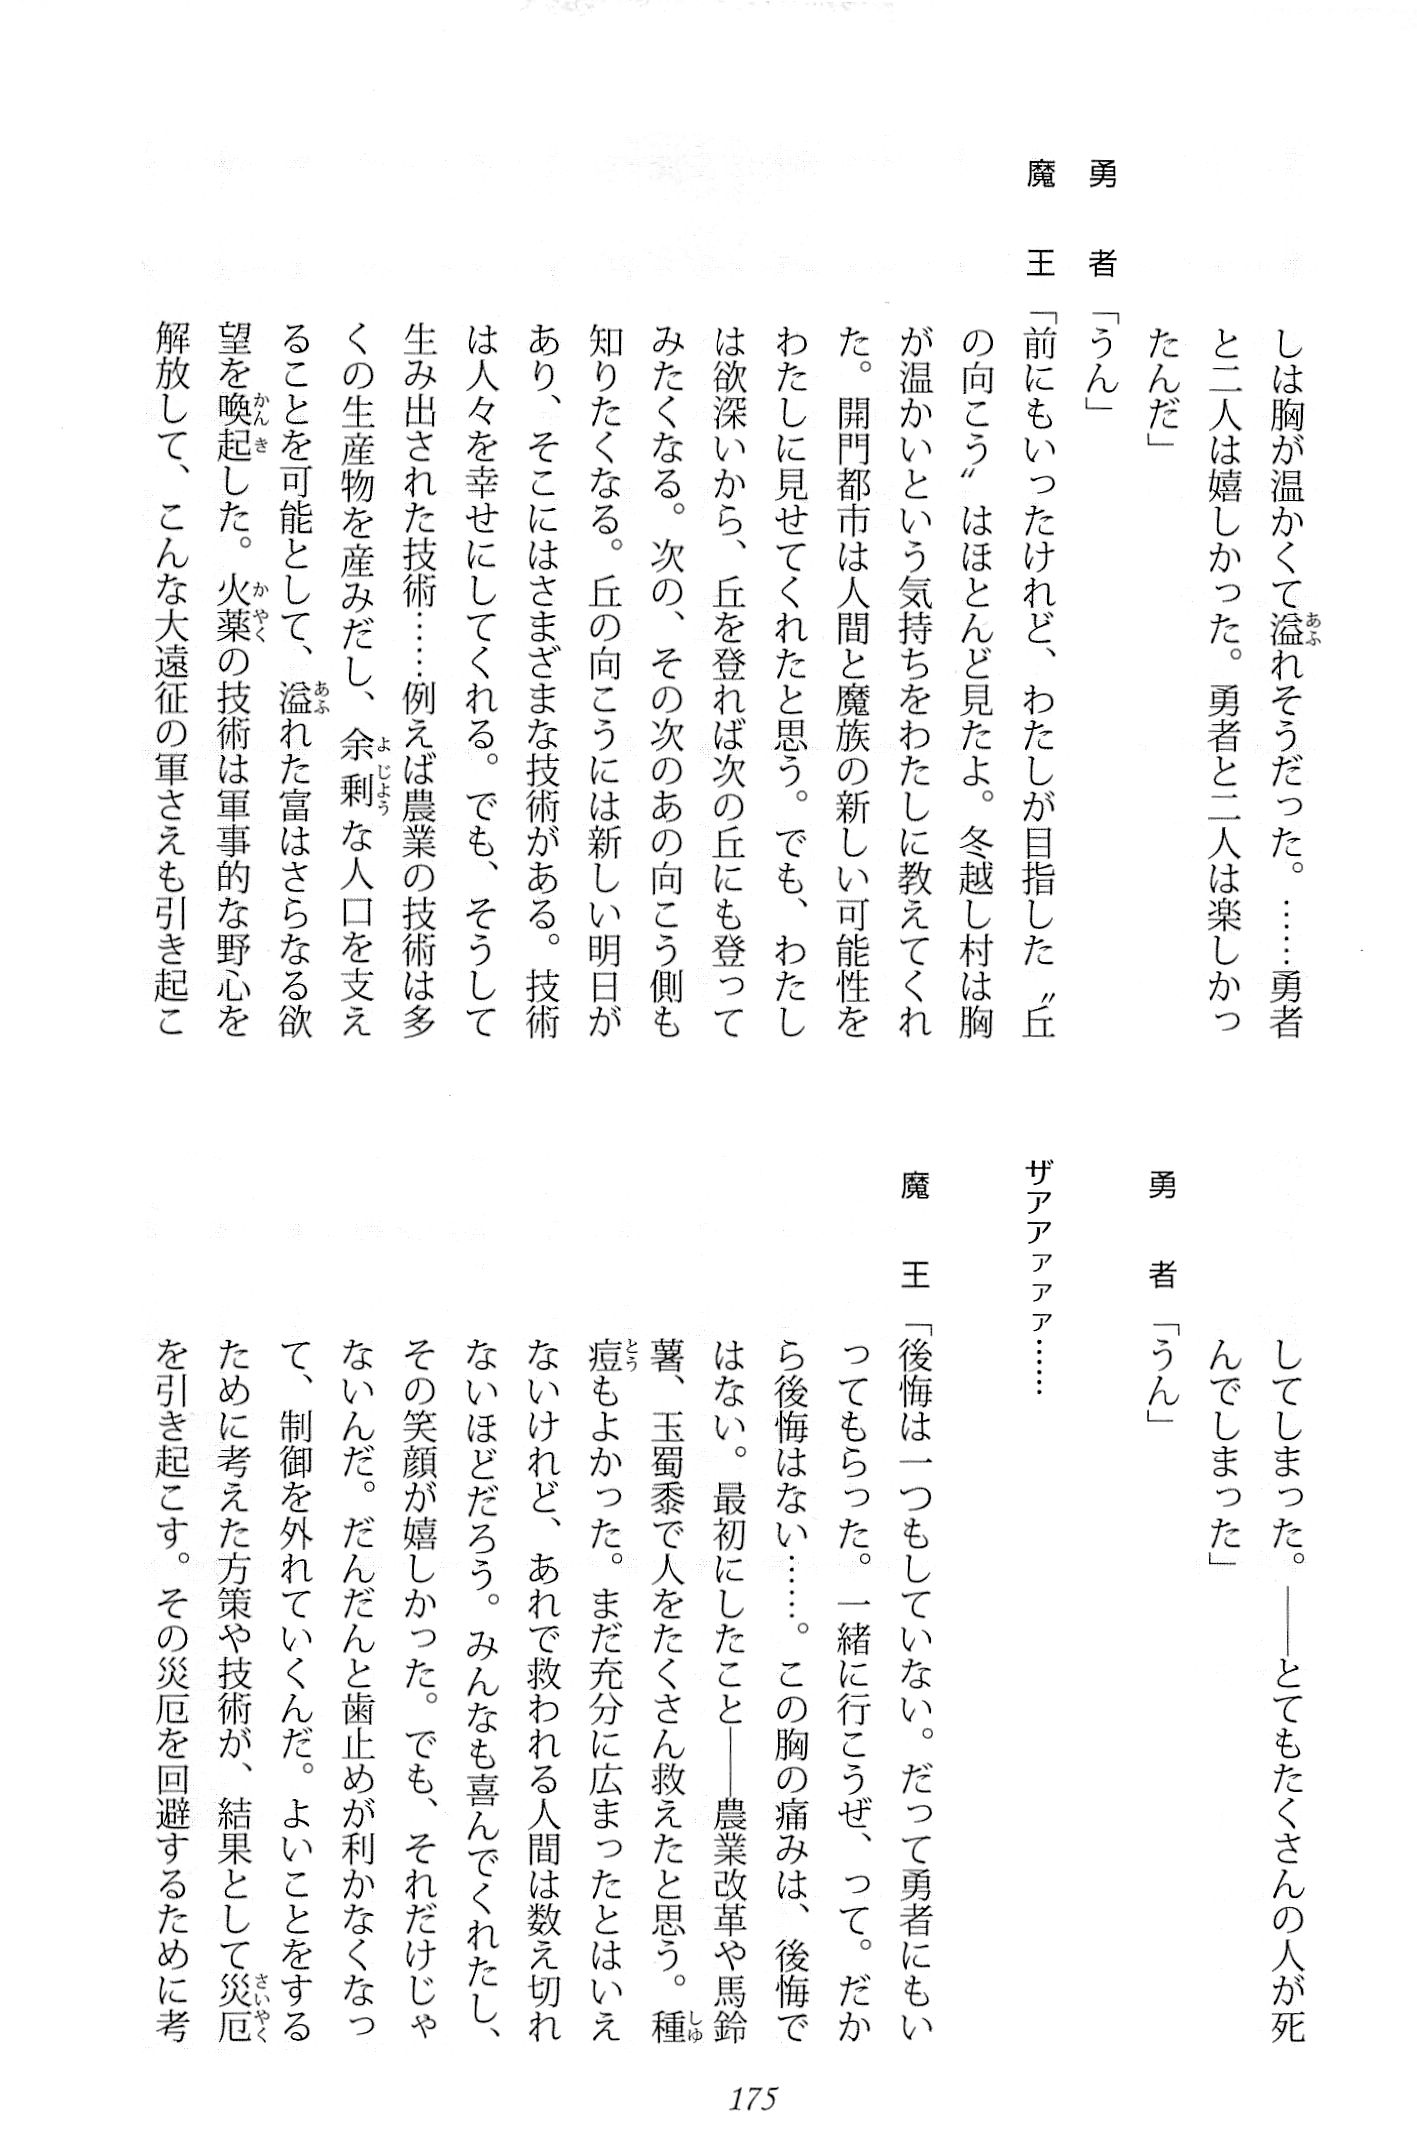 しは胸が温かくて溢れそうだった。……勇者
と二人は嬉しかった。勇者と二人は楽しかっ
たんだ」
勇者「うん」
魔王「前にもいったけれど、わたしが目指した〝丘
の向こう〟はほとんど見たよ。冬越し村は胸
が温かいという気持ちをわたしに教えてくれ
た。開門都市は人間と魔族の新しい可能性を
わたしに見せてくれたと思う。でも、わたし
は欲深いから、丘を登れば次の丘にも登って
みたくなる。次の、その次のあの向こう側も
知りたくなる。丘の向こうには新しい明日が
あり、そこにはさまざまな技術がある。技術
は人々を幸せにしてくれる。でも、そうして
生み出された技術……例えば農業の技術は多
くの生産物を産みだし、余剰な人口を支え
ることを可能として、溢れた富はさらなる欲
望を喚起した。火薬の技術は軍事的な野心を
解放して、こんな大遠征の軍さえも引き起こ
してしまった。――とてもたくさんの人が死
んでしまった」
勇者「うん」
ザアアァァァ……
魔王「後悔は一つもしていない。だって勇者にもい
ってもらった。一緒に行こうぜ、って。だか
ら後悔はない……。この胸の痛みは、後悔で
はない。最初にしたこと――農業改革や馬鈴
薯、玉蜀黍で人をたくさん救えたと思う。種
痘もよかった。まだ充分に広まったとはいえ
ないけれど、あれで救われる人間は数え切れ
ないほどだろう。みんなも喜んでくれたし、
その笑顔が嬉しかった。でも、それだけじゃ
ないんだ。だんだんと歯止めが利かなくなっ
て、制御を外れていくんだ。よいことをする
ために考えた方策や技術が、結果として災厄
を引き起こす。その災厄を回避するために考
175